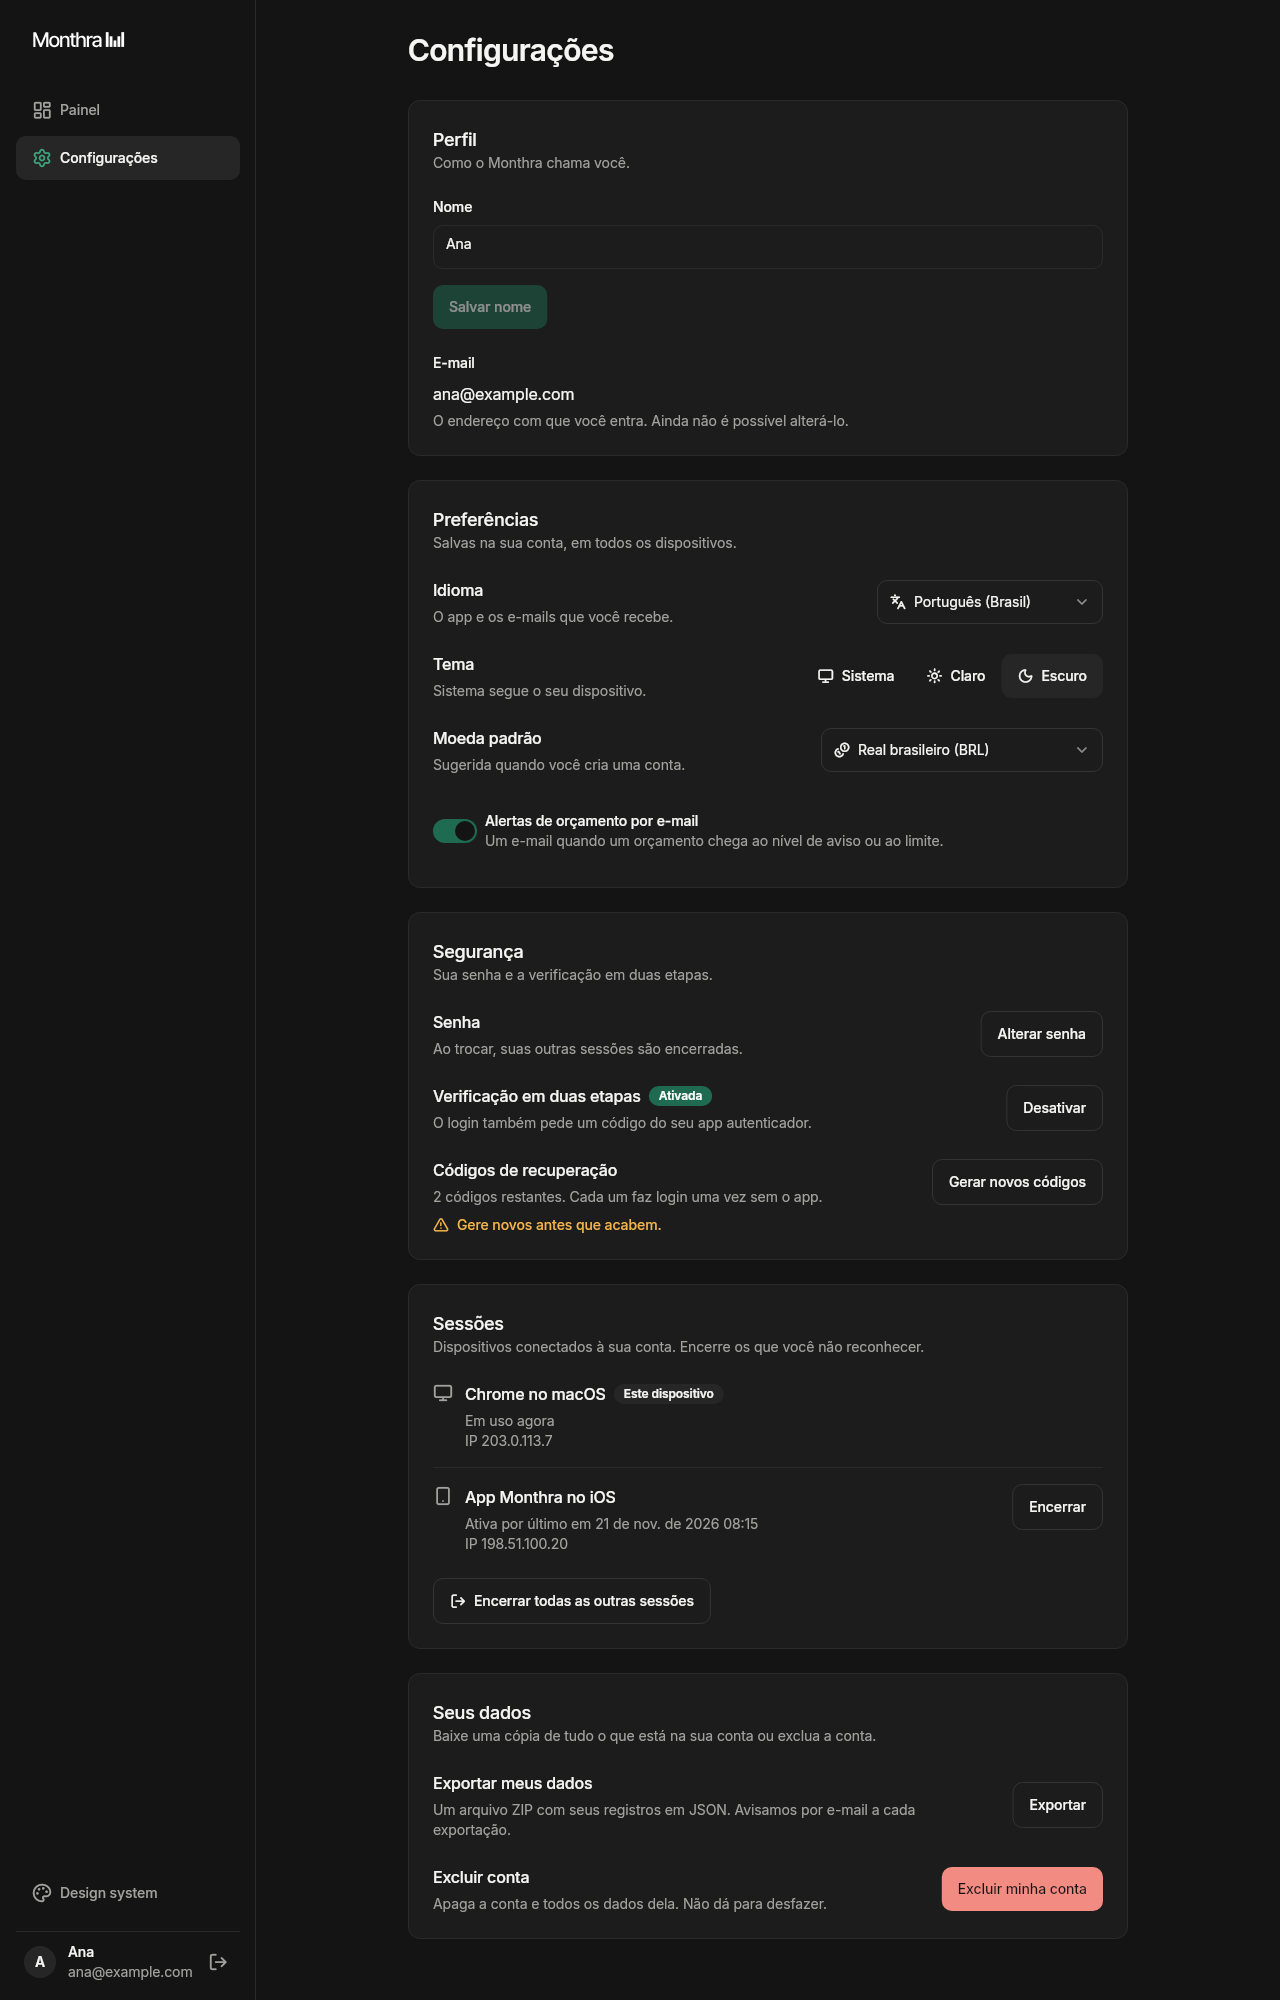 Monthra
Painel
Configurações
Configurações
Perfil
Como o Monthra chama você.
Nome
Ana
Salvar nome
E-mail
ana@example.com
O endereço com que você entra. Ainda não é possível alterá-lo.
Preferências
Salvas na sua conta, em todos os dispositivos.
Idioma
O app e os e-mails que você recebe.
Português (Brasil)
Tema
Sistema segue o seu dispositivo.
Sistema
Claro
Escuro
Moeda padrão
Sugerida quando você cria uma conta.
Real brasileiro (BRL)
Alertas de orçamento por e-mail
Um e-mail quando um orçamento chega ao nível de aviso ou ao limite.
Segurança
Sua senha e a verificação em duas etapas.
Senha
Ao trocar, suas outras sessões são encerradas.
Alterar senha
Verificação em duas etapas Ativada
O login também pede um código do seu app autenticador.
Desativar
Códigos de recuperação
2 códigos restantes. Cada um faz login uma vez sem o app.
Gere novos antes que acabem.
Gerar novos códigos
Sessões
Dispositivos conectados à sua conta. Encerre os que você não reconhecer.
Chrome no macOS Este dispositivo
Em uso agora
IP 203.0.113.7
App Monthra no iOS
Ativa por último em 21 de nov. de 2026 08:15
IP 198.51.100.20
Encerrar
Encerrar todas as outras sessões
Seus dados
Baixe uma cópia de tudo o que está na sua conta ou exclua a conta.
Exportar meus dados
Um arquivo ZIP com seus registros em JSON. Avisamos por e-mail a cada
exportação.
Exportar
Excluir conta
Apaga a conta e todos os dados dela. Não dá para desfazer.
Excluir minha conta
Design system
A
Ana
ana@example.com